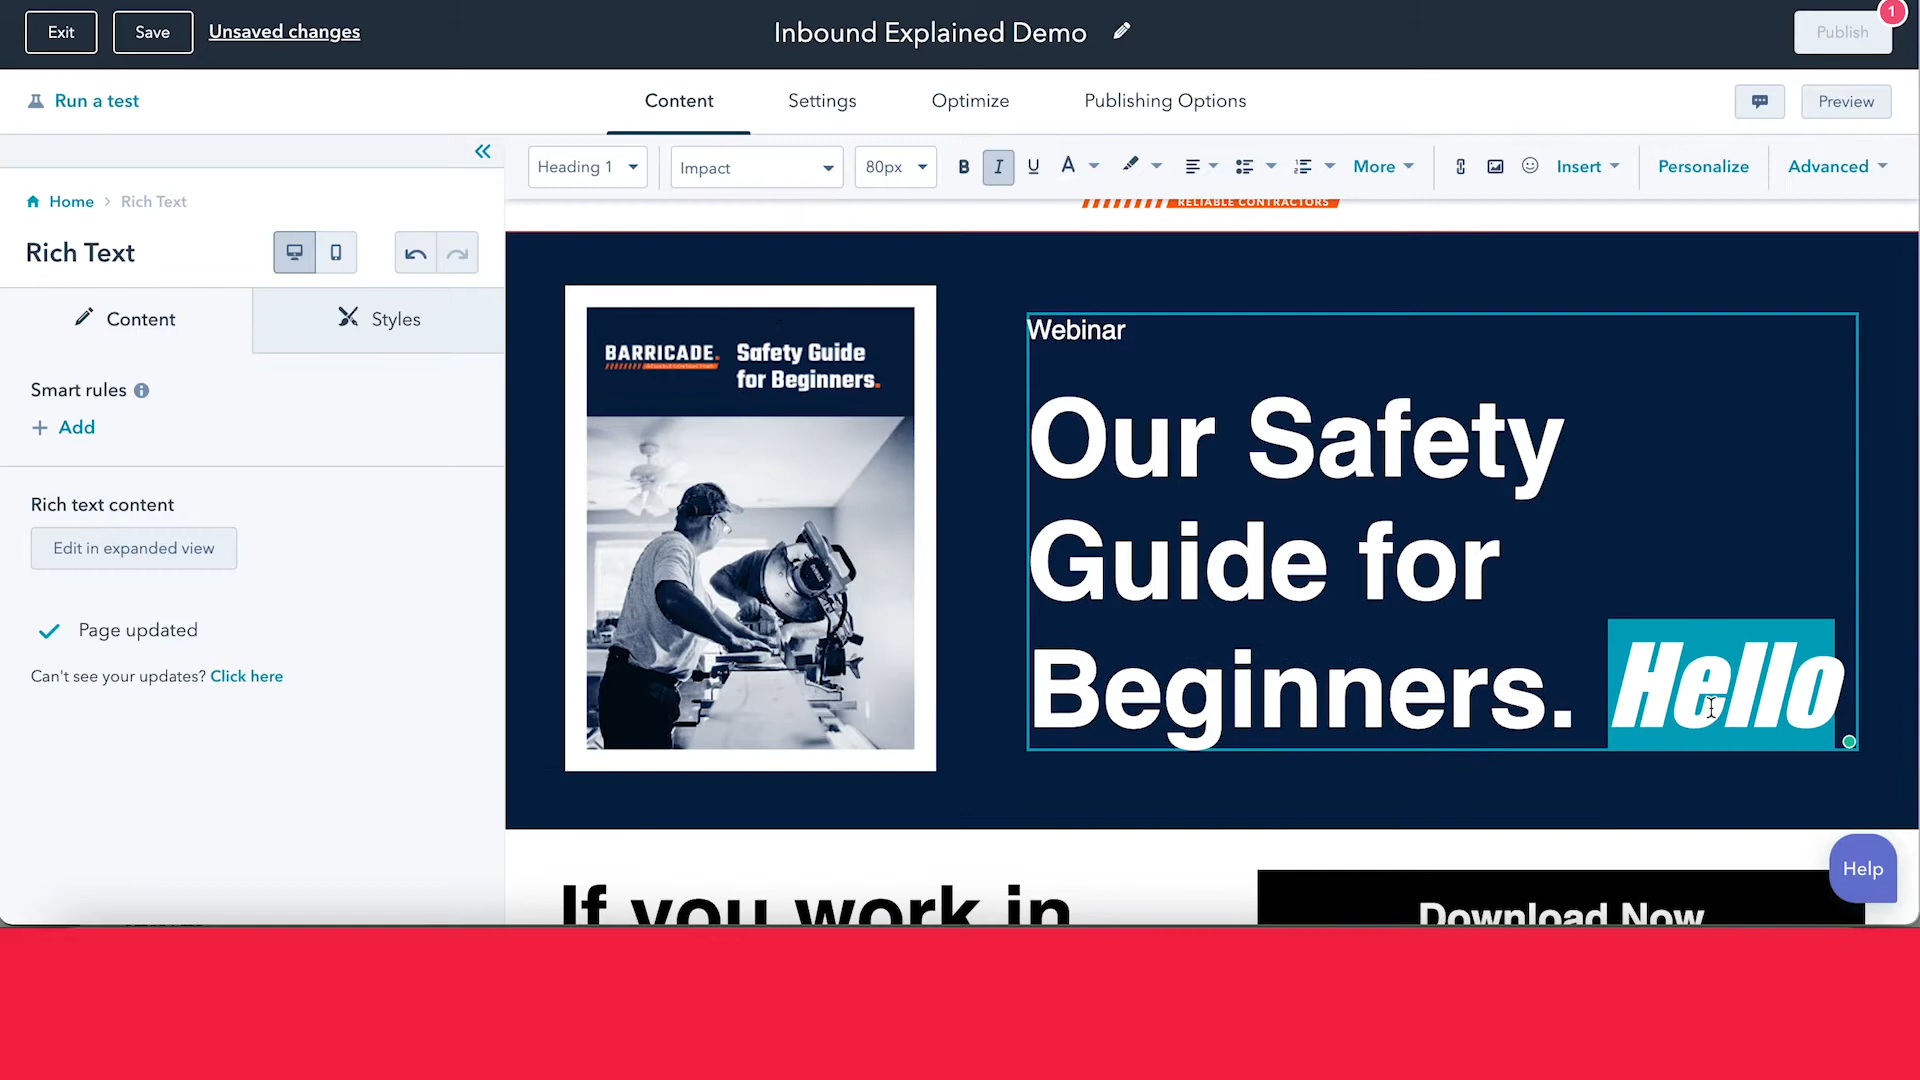 Exit
Save
Unsaved changes
Inbound Explained Demo
Publish
1
Run a test
Content
Settings
Optimize
Publishing Options
Preview
Heading 1
Impact
80px
B
I
U
A
More
Insert
Personalize
Advanced
Home
Rich Text
Rich Text
Content
Styles
Smart rules
Add
Rich text content
Edit in expanded view
Page updated
Can't see your updates? Click here
RELIABLE CONTRACTORS
BARRICADE.
RELIABLE CONTRACTORS
Safety Guide
for Beginners.
Webinar
Our Safety
Guide for
Beginners. Hello
If you work in
Download Now
Help